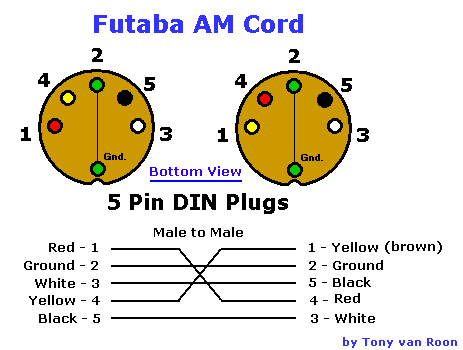 Futaba AM Cord
2 2
4 5 4 5
1 3 1 3
Gnd. Gnd.
Bottom View
5 Pin DIN Plugs
Male to Male
Red - 1 1 - Yellow (brown)
Ground - 2 2 - Ground
White - 3 5 - Black
Yellow - 4 4 - Red
Black - 5 3 - White
by Tony van Roon